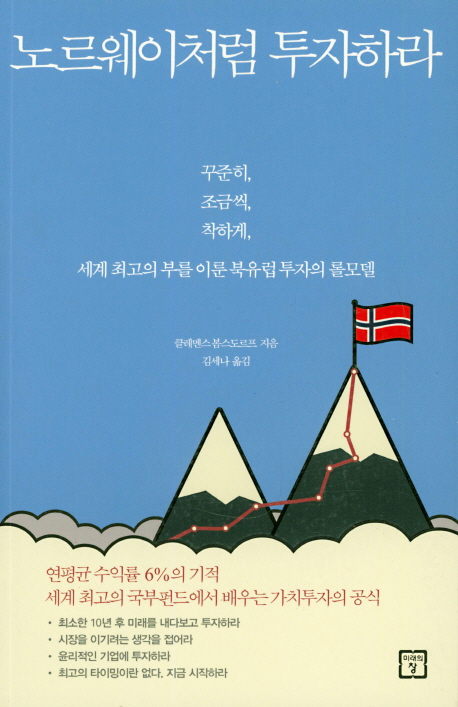 노르웨이처럼 투자하라
꾸준히,
조금씩,
착하게,
세계 최고의 부를 이룬 북유럽 투자의 롤모델
클레멘스 봄스도르프 지음
김세나 옮김
연평균 수익률 6%의 기적
세계 최고의 국부펀드에서 배우는 가치투자의 공식
• 최소한 10년 후 미래를 내다보고 투자하라
• 시장을 이기려는 생각을 접어라
• 윤리적인 기업에 투자하라
• 최고의 타이밍이란 없다. 지금 시작하라
미래의
창